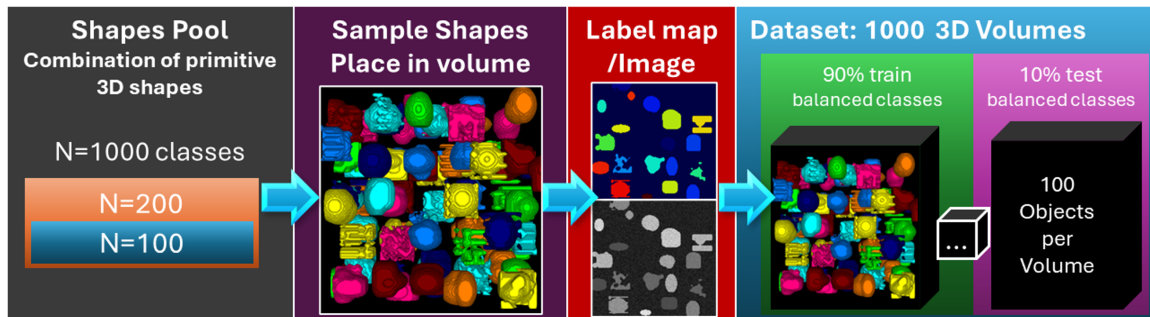 Shapes Pool
Combination of primitive
3D shapes
N=1000 classes
N=200
N=100
Sample Shapes
Place in volume
Label map
/Image
Dataset: 1000 3D Volumes
90% train
balanced classes
...
10% test
balanced classes
100
Objects
per
Volume